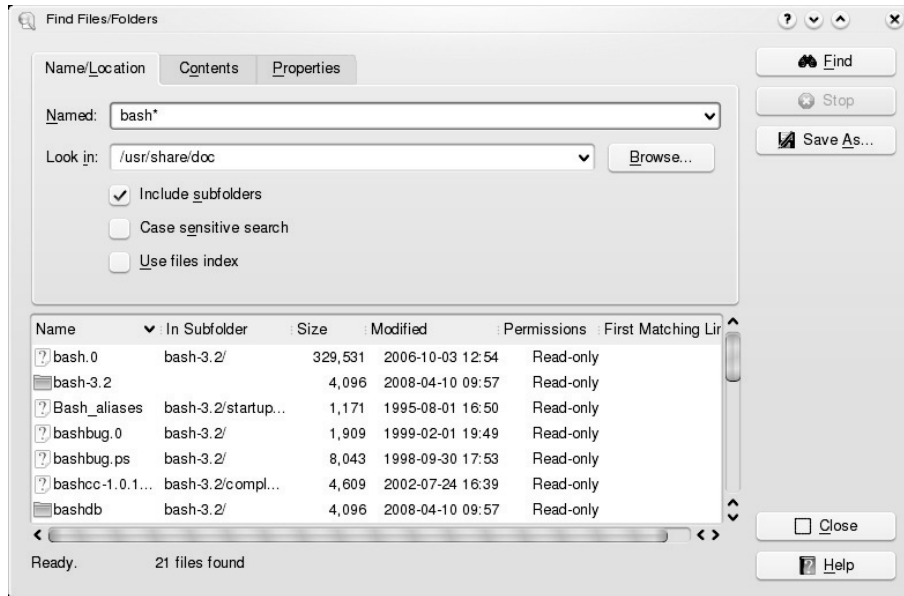 Find Files/Folders
Name/Location Contents Properties
Find
Stop
Save As...
Named: bash*
Look in: /usr/share/doc Browse...
Include subfolders
Case sensitive search
Use files index
Name In Subfolder Size Modified Permissions First Matching Lin
bash.0 bash-3.2/ 329,531 2006-10-03 12:54 Read-only
bash-3.2 4,096 2008-04-10 09:57 Read-only
Bash_aliases bash-3.2/startup... 1,171 1995-08-01 16:50 Read-only
bashbug.0 bash-3.2/ 1,909 1999-02-01 19:49 Read-only
bashbug.ps bash-3.2/ 8,043 1998-09-30 17:53 Read-only
bashcc-1.0.1... bash-3.2/compl... 4,609 2002-07-24 16:39 Read-only
bashdb bash-3.2/ 4,096 2008-04-10 09:57 Read-only
Close
Ready. 21 files found
Help